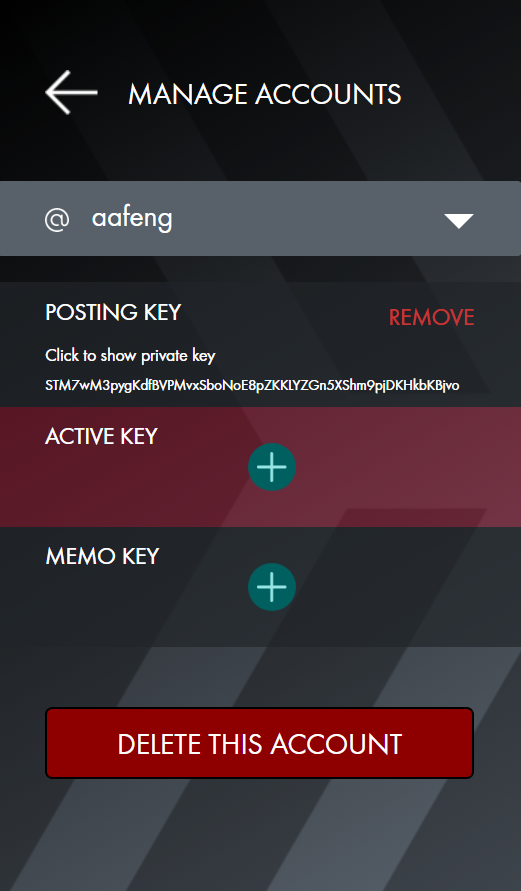 MANAGE ACCOUNTS
@ aafeng
POSTING KEY
REMOVE
Click to show private key
STM7wM3pygKdfBVPMvxSboNoE8pZKKLYZGn5XShm9pjDKHkbKBjvo
ACTIVE KEY
MEMO KEY
DELETE THIS ACCOUNT